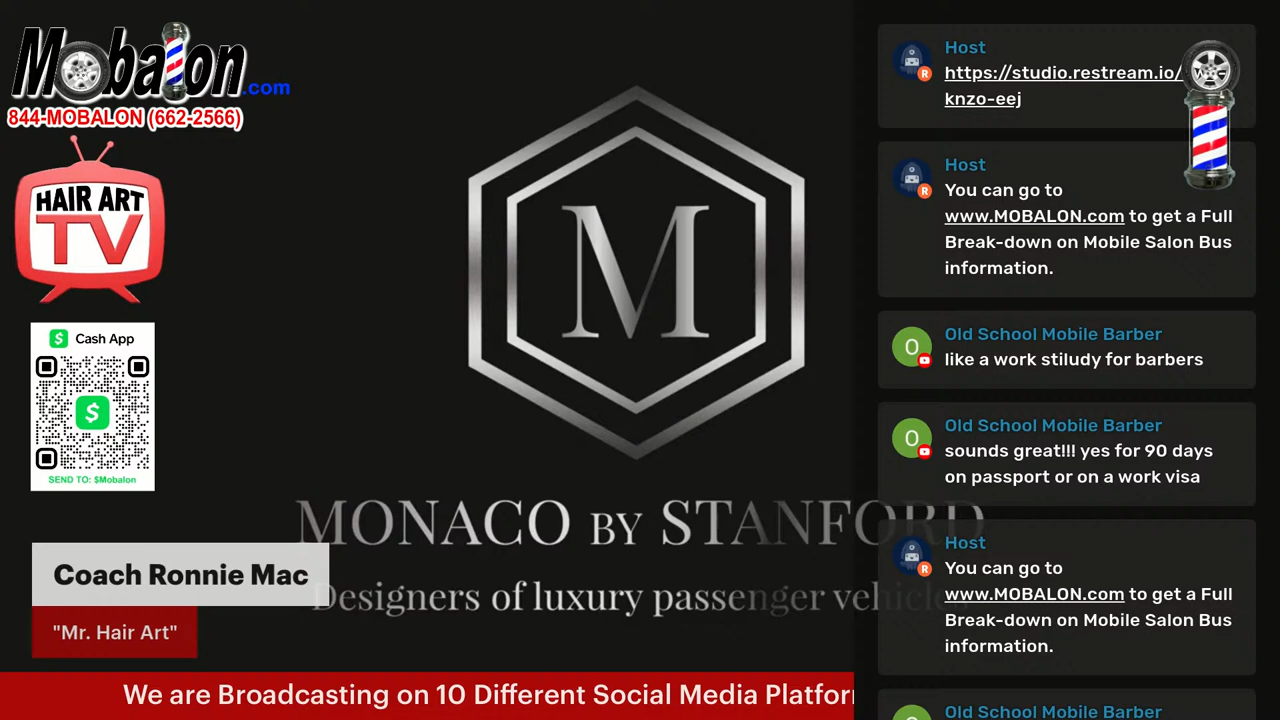 Mobalon.com
844-MOBALON (662-2566)
HAIR ART
TV
Cash App
$
$
SEND TO: $Mobalon
M
MONACO BY STANFORD
Designers of luxury passenger vehicles
Coach Ronnie Mac
"Mr. Hair Art"
We are Broadcasting on 10 Different Social Media Platfor
Host
R
https://studio.restream.io/
knzo-eej
Host
R
You can go to
www.MOBALON.com to get a Full
Break-down on Mobile Salon Bus
information.
O
Old School Mobile Barber
like a work stiludy for barbers
O
Old School Mobile Barber
sounds great!!! yes for 90 days
on passport or on a work visa
Host
R
You can go to
www.MOBALON.com to get a Full
Break-down on Mobile Salon Bus
information.
Old School Mobile Barber